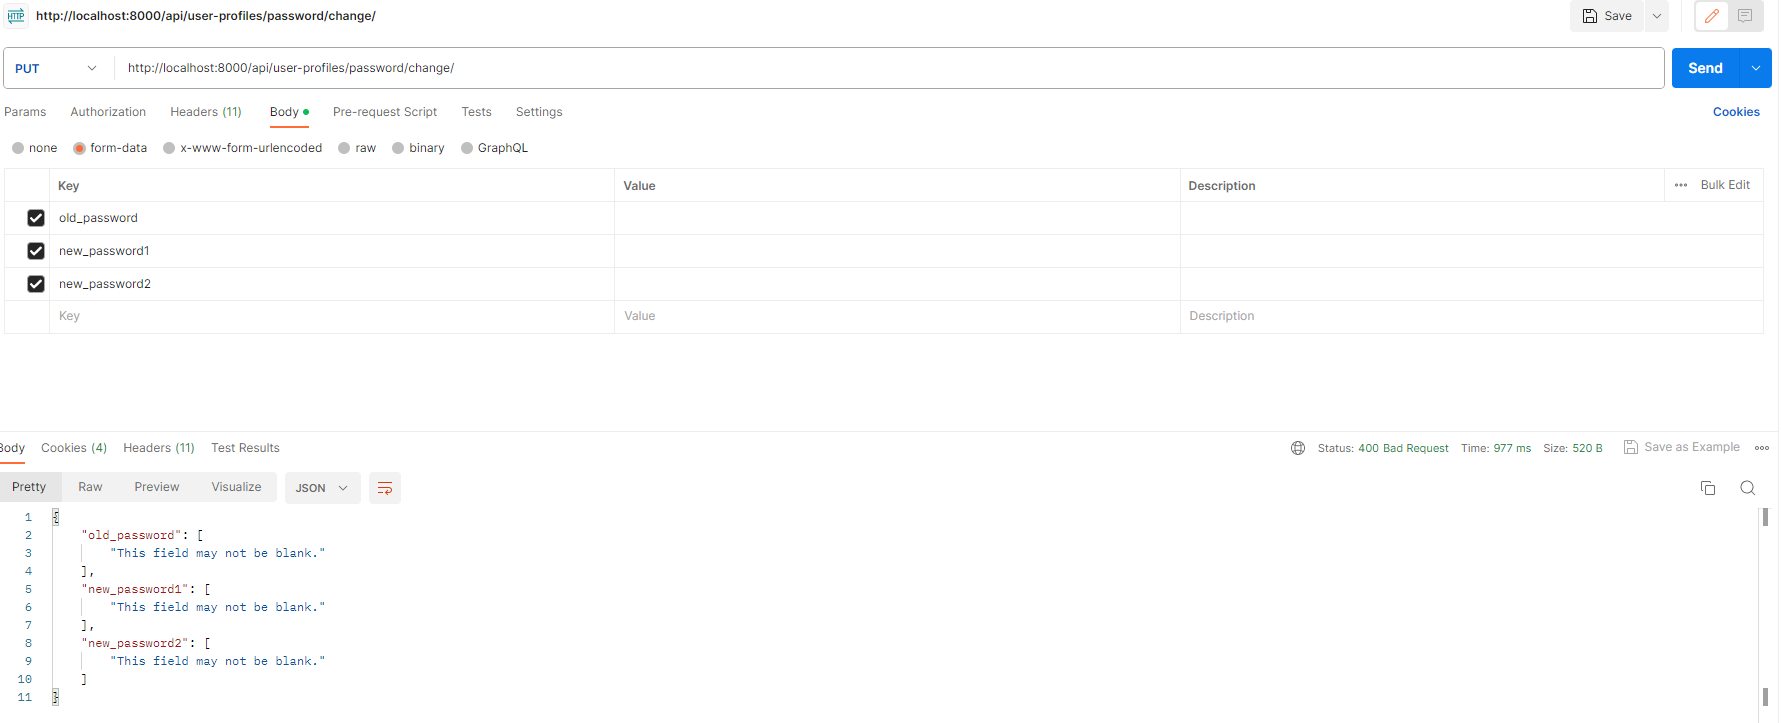 HTTP http://localhost:8000/api/user-profiles/password/change/ Save
PUT http://localhost:8000/api/user-profiles/password/change/ Send
Params Authorization Headers (11) Body Pre-request Script Tests Settings Cookies
none form-data x-www-form-urlencoded raw binary GraphQL
Key Value Description Bulk Edit
old_password
new_password1
new_password2
Key Value Description
Body Cookies (4) Headers (11) Test Results Status: 400 Bad Request Time: 977 ms Size: 520 B Save as Example
Pretty Raw Preview Visualize JSON
1 {
2 "old_password": [
3 "This field may not be blank."
4 ],
5 "new_password1": [
6 "This field may not be blank."
7 ],
8 "new_password2": [
9 "This field may not be blank."
10 ]
11 }